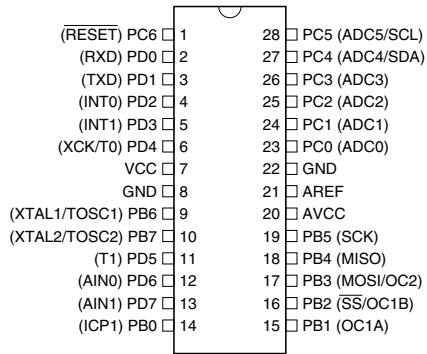 (RESET) PC6 1 28 PC5 (ADC5/SCL)
(RXD) PD0 2 27 PC4 (ADC4/SDA)
(TXD) PD1 3 26 PC3 (ADC3)
(INT0) PD2 4 25 PC2 (ADC2)
(INT1) PD3 5 24 PC1 (ADC1)
(XCK/T0) PD4 6 23 PC0 (ADC0)
VCC 7 22 GND
GND 8 21 AREF
(XTAL1/TOSC1) PB6 9 20 AVCC
(XTAL2/TOSC2) PB7 10 19 PB5 (SCK)
(T1) PD5 11 18 PB4 (MISO)
(AIN0) PD6 12 17 PB3 (MOSI/OC2)
(AIN1) PD7 13 16 PB2 (SS/OC1B)
(ICP1) PB0 14 15 PB1 (OC1A)